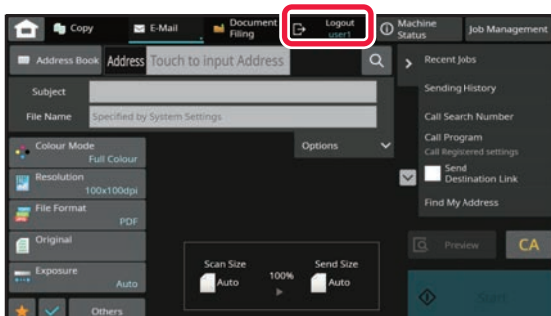 Copy
E-Mail
Document
Filing
Logout
user1
Machine
Status
Job Management
Address Book
Address
Touch to input Address
Recent Jobs
Subject
Sending History
File Name
Specified by System Settings
Call Search Number
Colour Mode
Full Colour
Options
Call Program
Call Registered settings
Resolution
100x100dpi
Send
Destination Link
File Format
PDF
Find My Address
Original
Preview
CA
Exposure
Auto
Scan Size
Auto
100%
Send Size
Auto
Others
Start